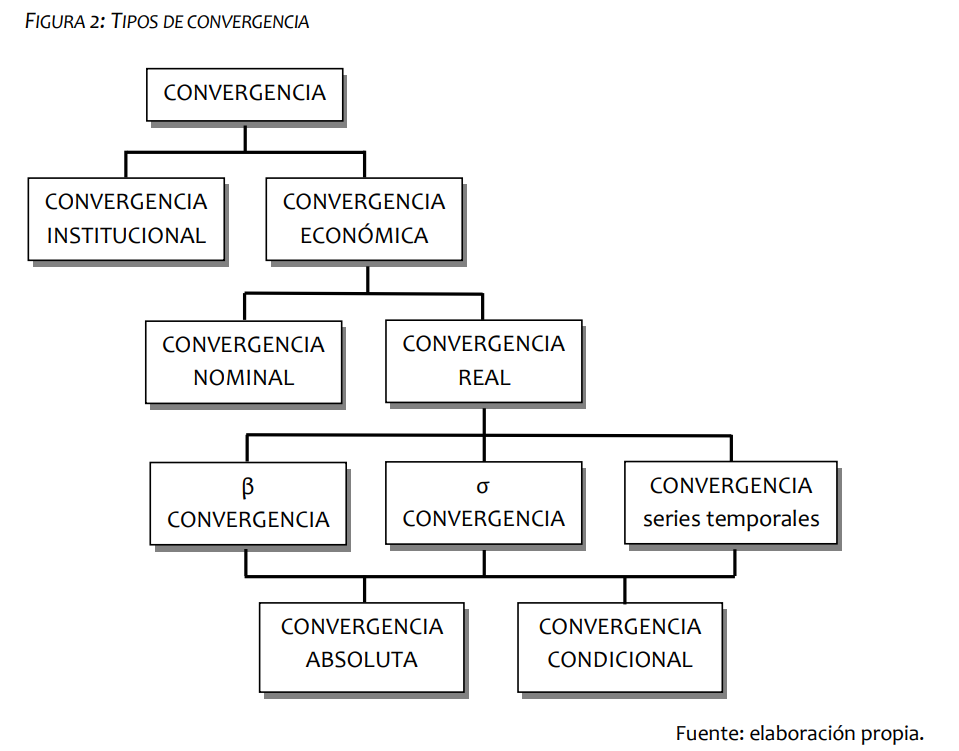 FIGURA 2: TIPOS DE CONVERGENCIA
CONVERGENCIA
CONVERGENCIA
INSTITUCIONAL
CONVERGENCIA
ECONÓMICA
CONVERGENCIA
NOMINAL
CONVERGENCIA
REAL
β
CONVERGENCIA
σ
CONVERGENCIA
CONVERGENCIA
series temporales
CONVERGENCIA
ABSOLUTA
CONVERGENCIA
CONDICIONAL
Fuente: elaboración propia.